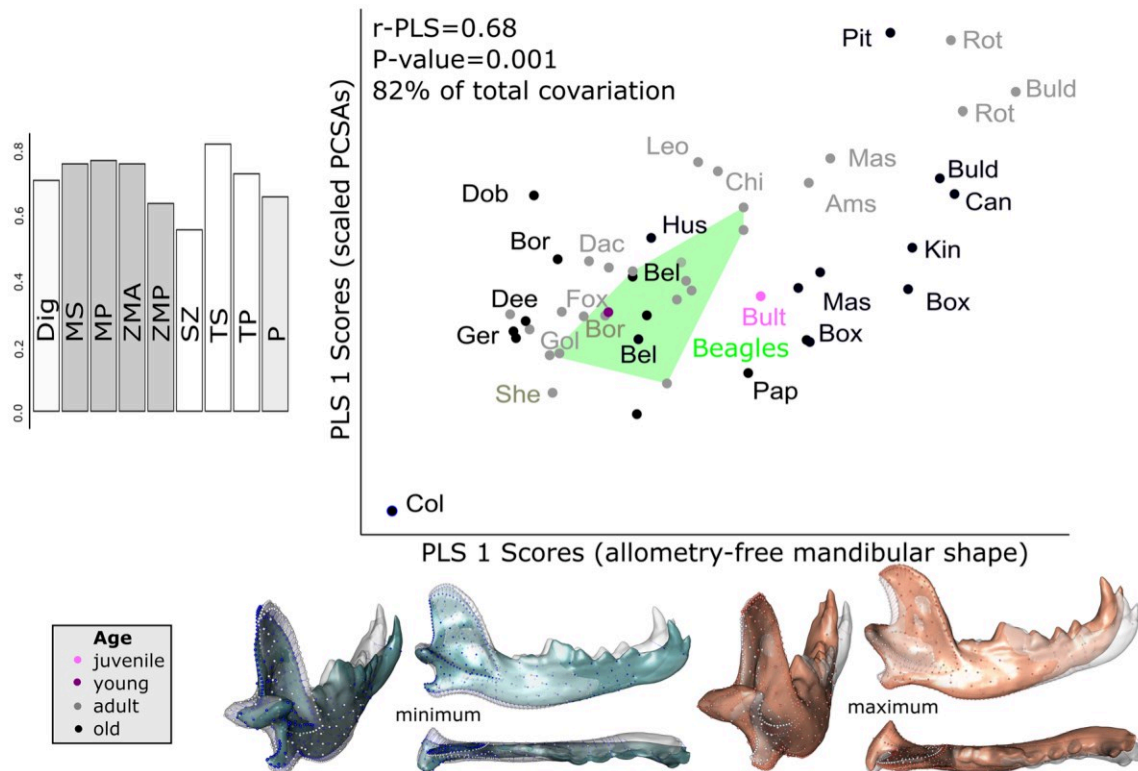 r-PLS=0.68
P-value=0.001
82% of total covariation
PLS 1 Scores (scaled PCSAs)
0.0 0.2 0.4 0.6 0.8
Dig MS MP ZMA ZMP SZ TS TP P
Pit Rot
Buld
Rot
Leo Mas
Chi Buld
Dob Ams Can
Hus
Bor Dac Kin
Bel
Dee Fox Mas Box
Ger Bor Bult
Gol Bel Beagles Box
She Pap
Col
PLS 1 Scores (allometry-free mandibular shape)
Age
juvenile
young
adult
old
minimum
maximum